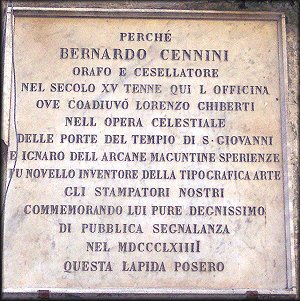 PERCHÉ
BERNARDO CENNINI
ORAFO E CESELLATORE
NEL SECOLO XV TENNE QUI L OFFICINA
OVE COADIUVÓ LORENZO GHIBERTI
NELL OPERA CELESTIALE
DELLE PORTE DEL TEMPIO DI S. GIOVANNI
E IGNARO DELL ARCANE MAGUNTINE SPERIENZE
FU NOVELLO INVENTORE DELLA TIPOGRAFICA ARTE
GLI STAMPATORI NOSTRI
COMMEMORANDO LUI PURE DEGNISSIMO
DI PUBBLICA SEGNALANZA
NEL MDCCCLXIIII
QUESTA LAPIDA POSERO